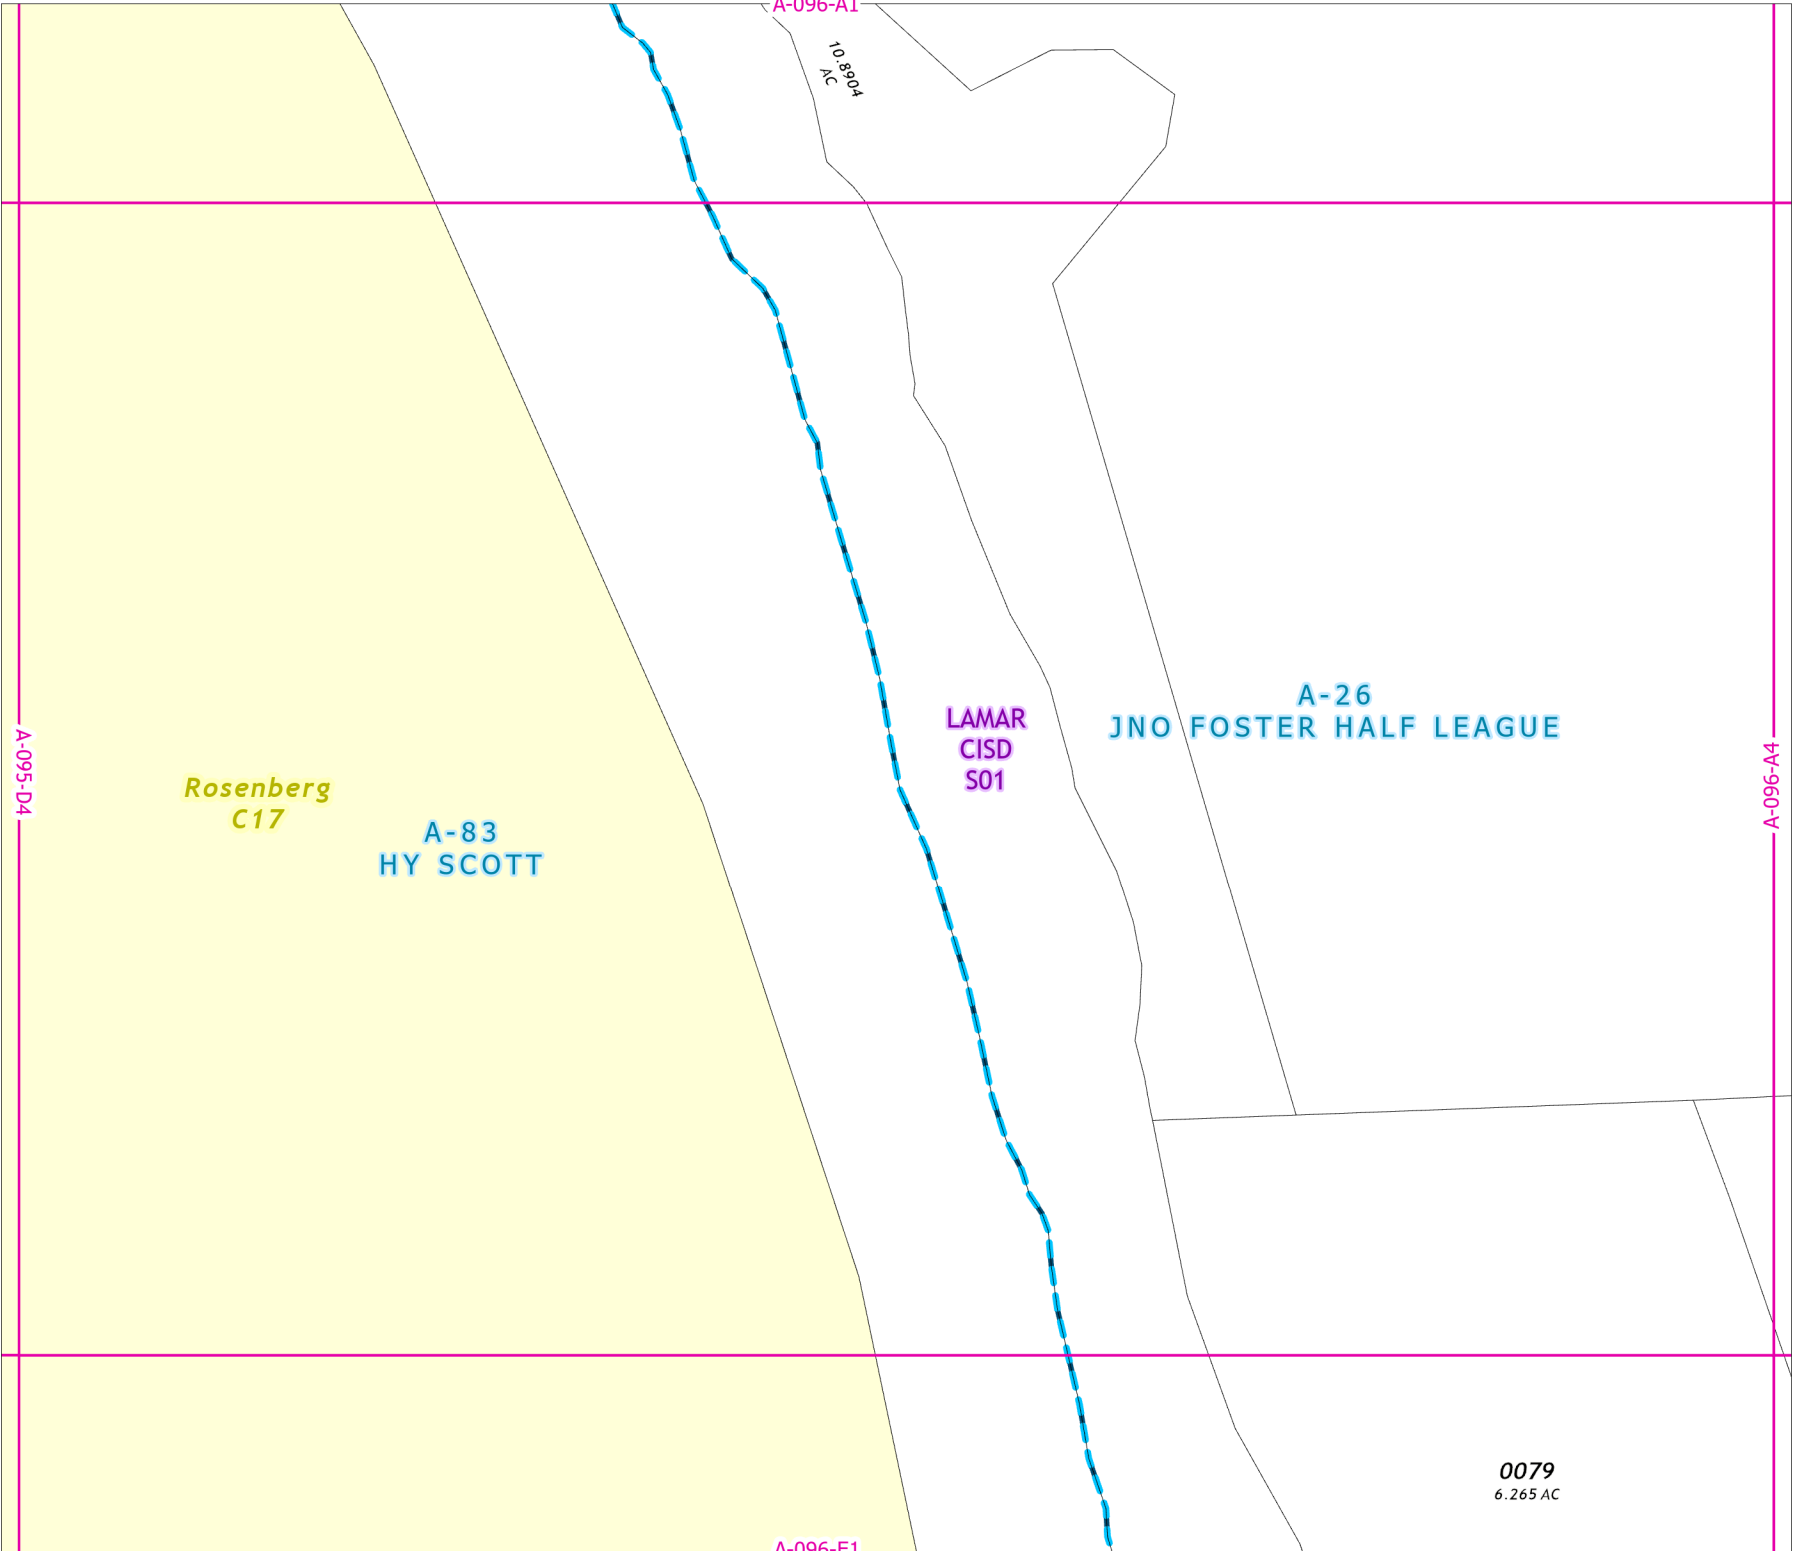 A-096-A1
10.8904
AC
A-095-D4
LAMAR
CISD
S01
A-26
JNO FOSTER HALF LEAGUE
A-096-A4
Rosenberg
C17
A-83
HY SCOTT
0079
6.265 AC
A-096-E1